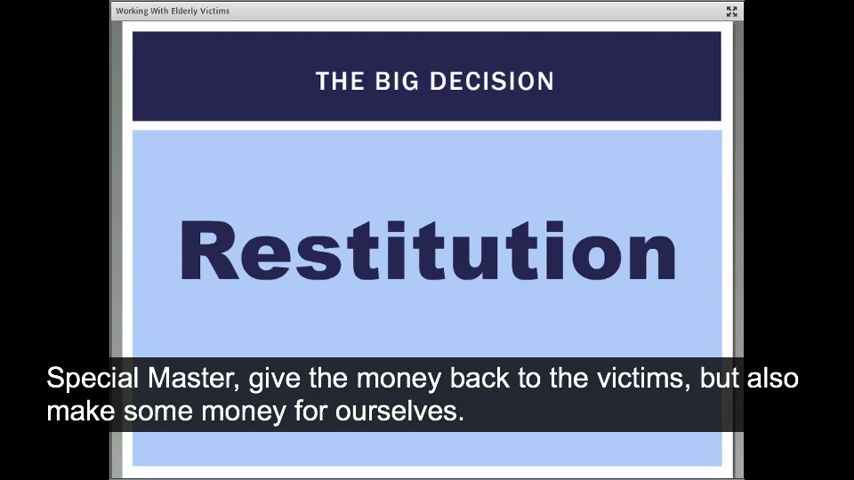 Working With Elderly Victims
THE BIG DECISION
Restitution
Special Master, give the money back to the victims, but also
make some money for ourselves.